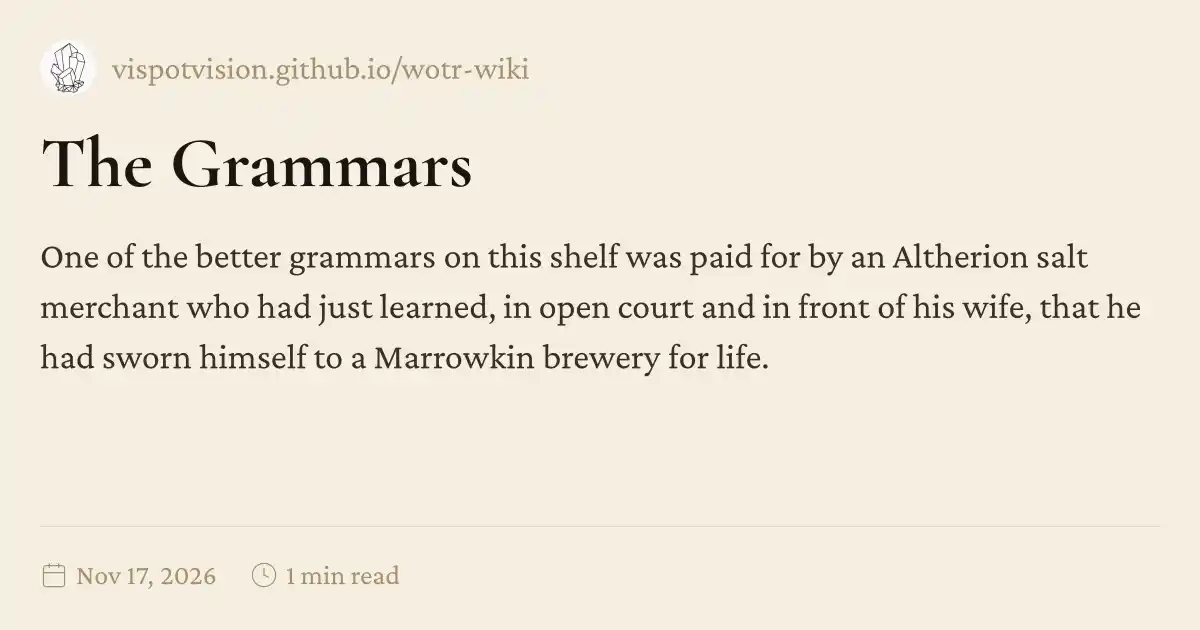 vispotvision.github.io/wotr-wiki
The Grammars
One of the better grammars on this shelf was paid for by an Altherion salt
merchant who had just learned, in open court and in front of his wife, that he
had sworn himself to a Marrowkin brewery for life.
Nov 17, 2026
1 min read